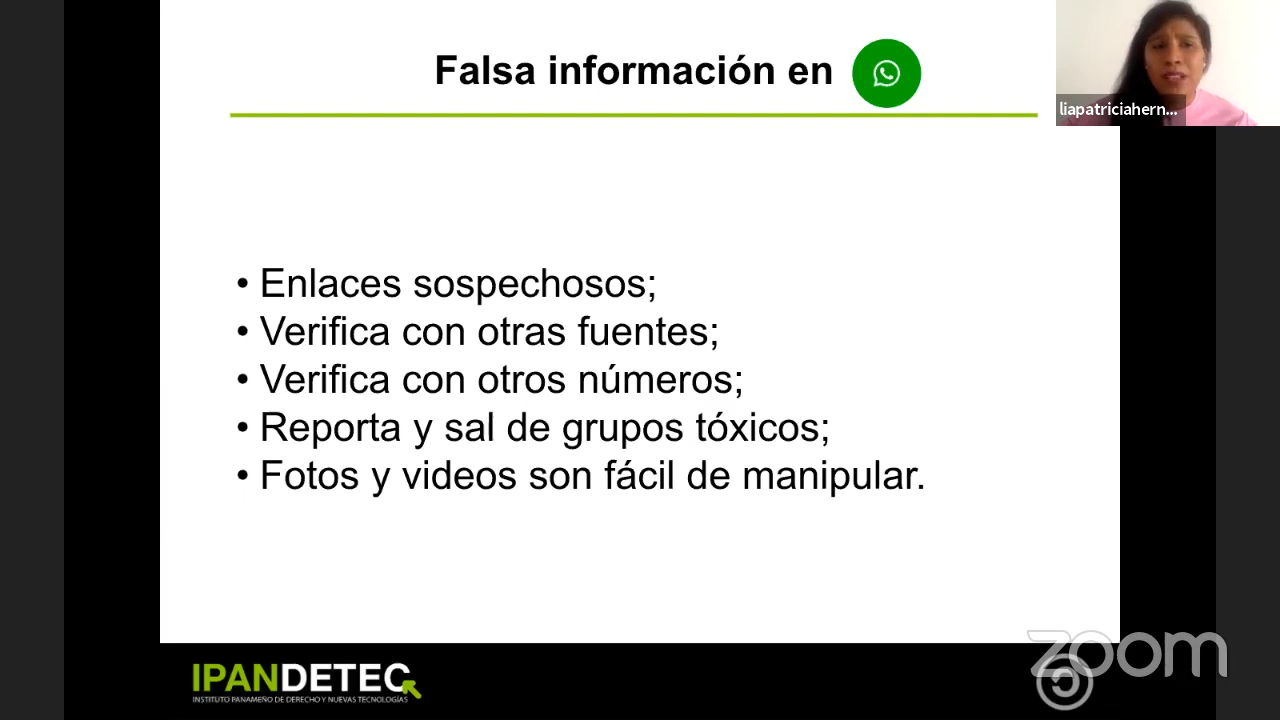 Falsa información en
liapatriciahern...
• Enlaces sospechosos;
• Verifica con otras fuentes;
• Verifica con otros números;
• Reporta y sal de grupos tóxicos;
• Fotos y videos son fácil de manipular.
IPANDETEC
INSTITUTO PANAMEÑO DE DERECHO Y NUEVAS TECNOLOGÍAS
zoom